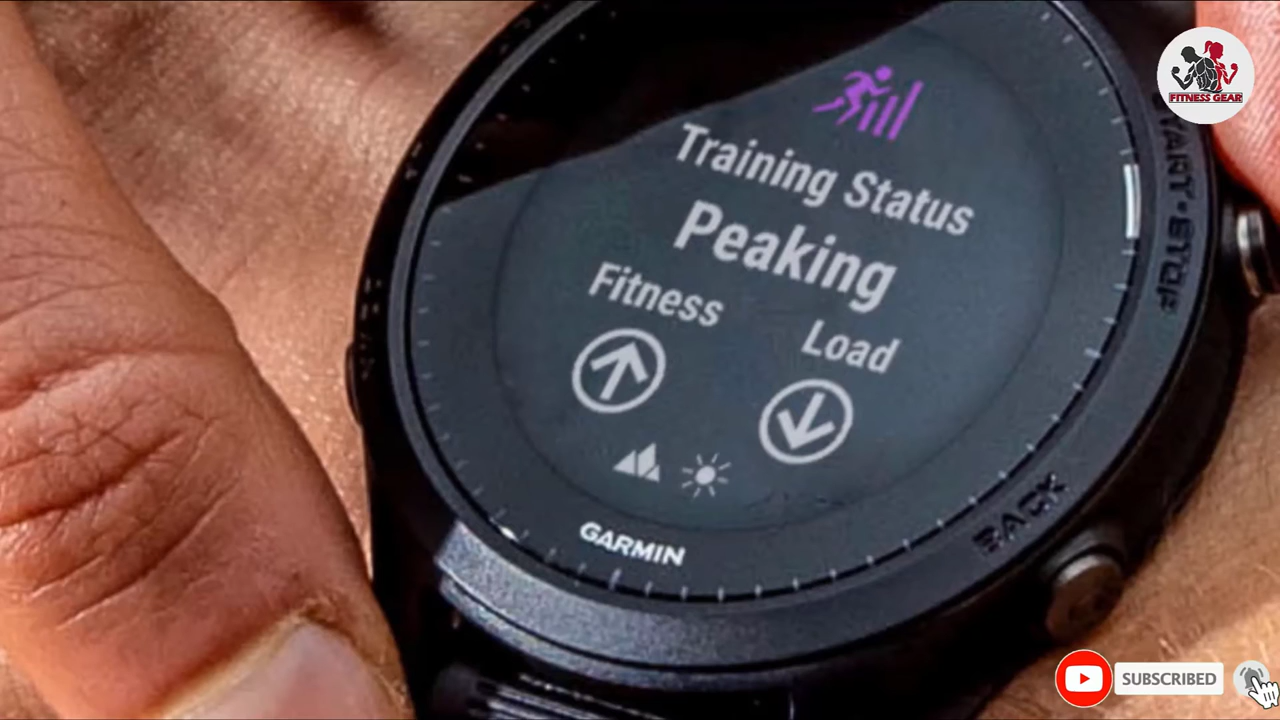 FITNESS GEAR
START·STOP
Training Status
Peaking
Fitness
Load
GARMIN
BACK
SUBSCRIBED